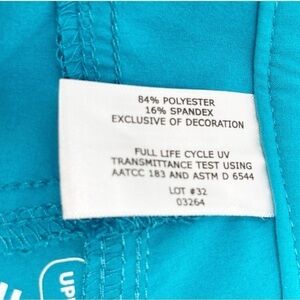 84% POLYESTER
16% SPANDEX
EXCLUSIVE OF DECORATION
FULL LIFE CYCLE UV
TRANSMITTANCE TEST USING
AATCC 183 AND ASTM D 6544
LOT #32
03264
UP